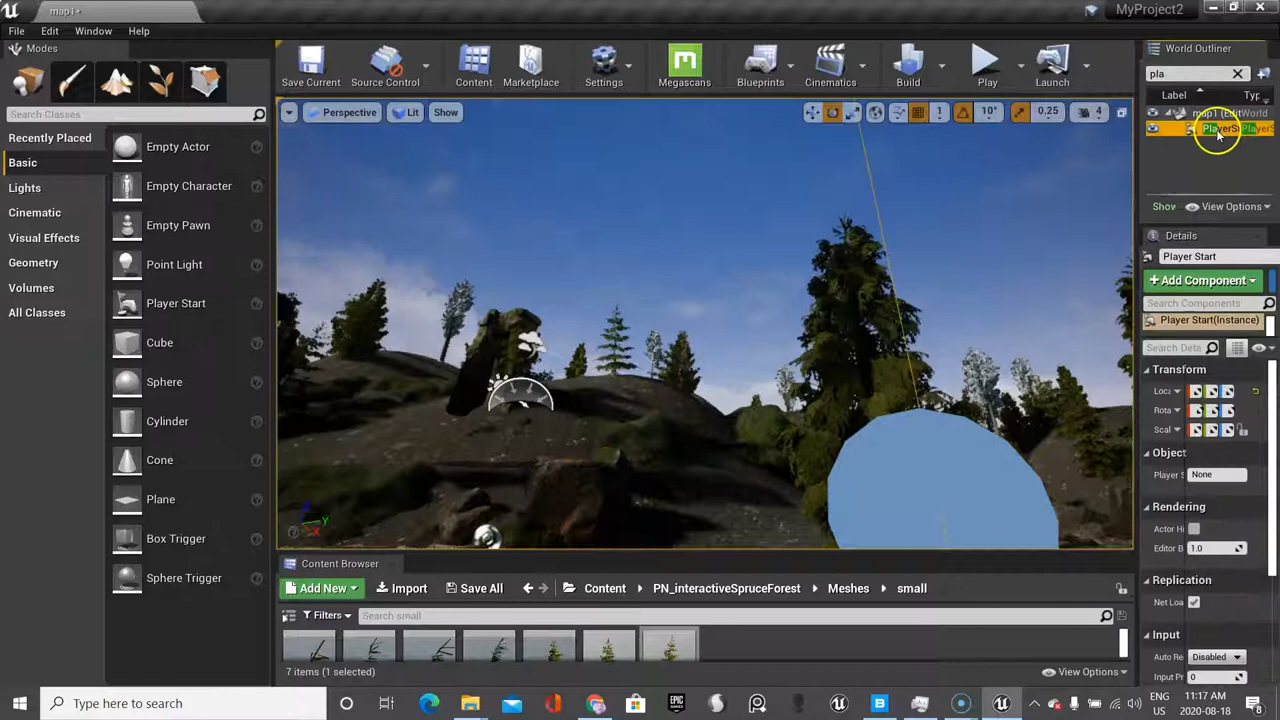 map1•
MyProject2
File Edit Window Help
Modes
Search Classes
Recently Placed
Basic
Lights
Cinematic
Visual Effects
Geometry
Volumes
All Classes
Empty Actor
Empty Character
Empty Pawn
Point Light
Player Start
Cube
Sphere
Cylinder
Cone
Plane
Box Trigger
Sphere Trigger
Save Current Source Control Content Marketplace Settings Megascans Blueprints Cinematics Build Play Launch
Perspective Lit Show 1 10° 0.25 4
Content Browser
Add New Import Save All Content PN_interactiveSpruceForest Meshes small
Filters Search small
7 items (1 selected) View Options
World Outliner
pla
Label Typ
map1 (Edit World
PlayerS PlayerS
Show View Options
Details
Player Start
+Add Component
Search Components
Player Start(Instance)
Search Deta
Transform
Loca
Rota
Scal
Object
Player S None
Rendering
Actor Hi
Editor B 1.0
Replication
Net Loa
Input
Auto Re Disabled
Input Pr 0
Type here to search
ENG 11:17 AM
US 2020-08-18